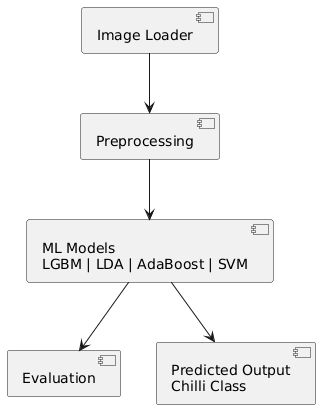 Image Loader
Preprocessing
ML Models
LGBM | LDA | AdaBoost | SVM
Evaluation
Predicted Output
Chilli Class